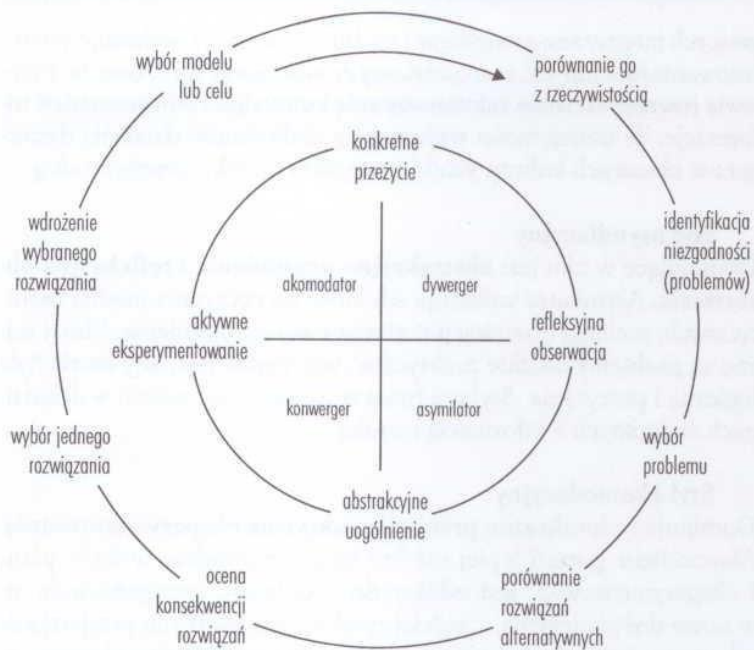 wybór modelu
lub celu
porównanie go
z rzeczywistością
konkretne
przeżycie
wdrożenie
wybranego
rozwiązania
identyfikacja
niezgodności
(problemów)
akomodator
dywerger
aktywne
eksperymentowanie
refleksyjna
obserwacja
konwerger
asymilator
wybór jednego
rozwiązania
wybór
problemu
abstrakcyjne
uogólnienie
ocena
konsekwencji
rozwiązań
porównanie
rozwiązań
alternatywnych